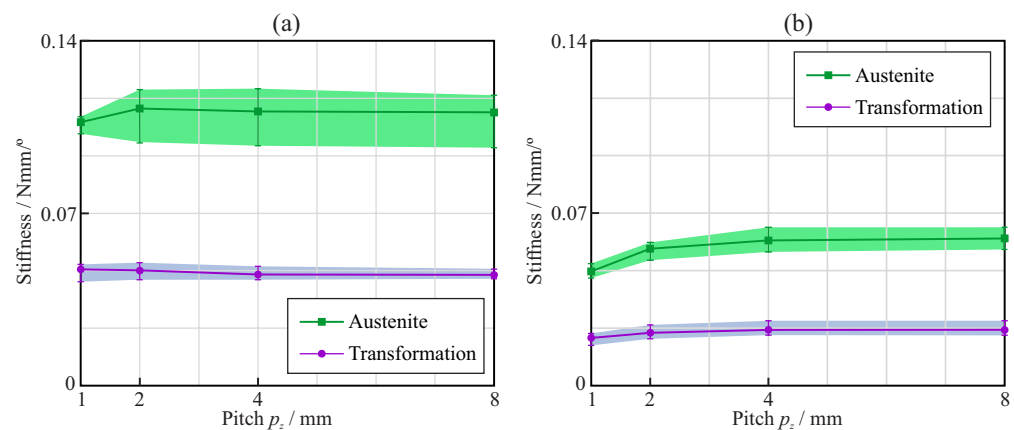 (a)
0.14
0.07
0
Stiffness / Nmm/º
Austenite
Transformation
1 2 4 8
Pitch p_z / mm
(b)
0.14
0.07
0
Stiffness / Nmm/º
Austenite
Transformation
1 2 4 8
Pitch p_z / mm